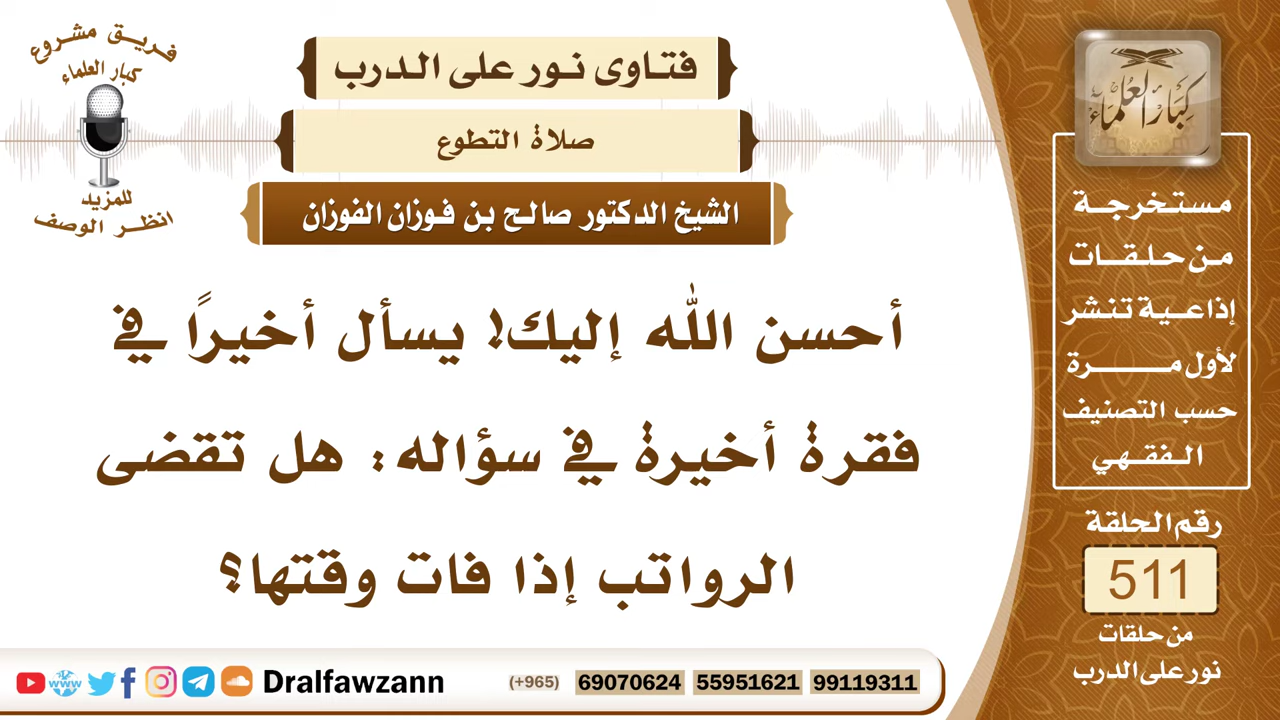 فريق مشروع
كبار العلماء
للمزيد
انظر الوصف
فتاوى نور على الدرب
صلاة التطوع
الشيخ الدكتور صالح بن فوزان الفوزان
أحسن الله إليك! يسأل أخيرًا في
فقرة أخيرة في سؤاله: هل تقضى
الرواتب إذا فات وقتها؟
كبار العلماء
مستخرجة
من حلقات
إذاعية تنشر
لأول مرة
حسب التصنيف
الفقهي
رقم الحلقة
511
من حلقات
نور على الدرب
www
Dralfawzann
(+965) 69070624 55951621 99119311